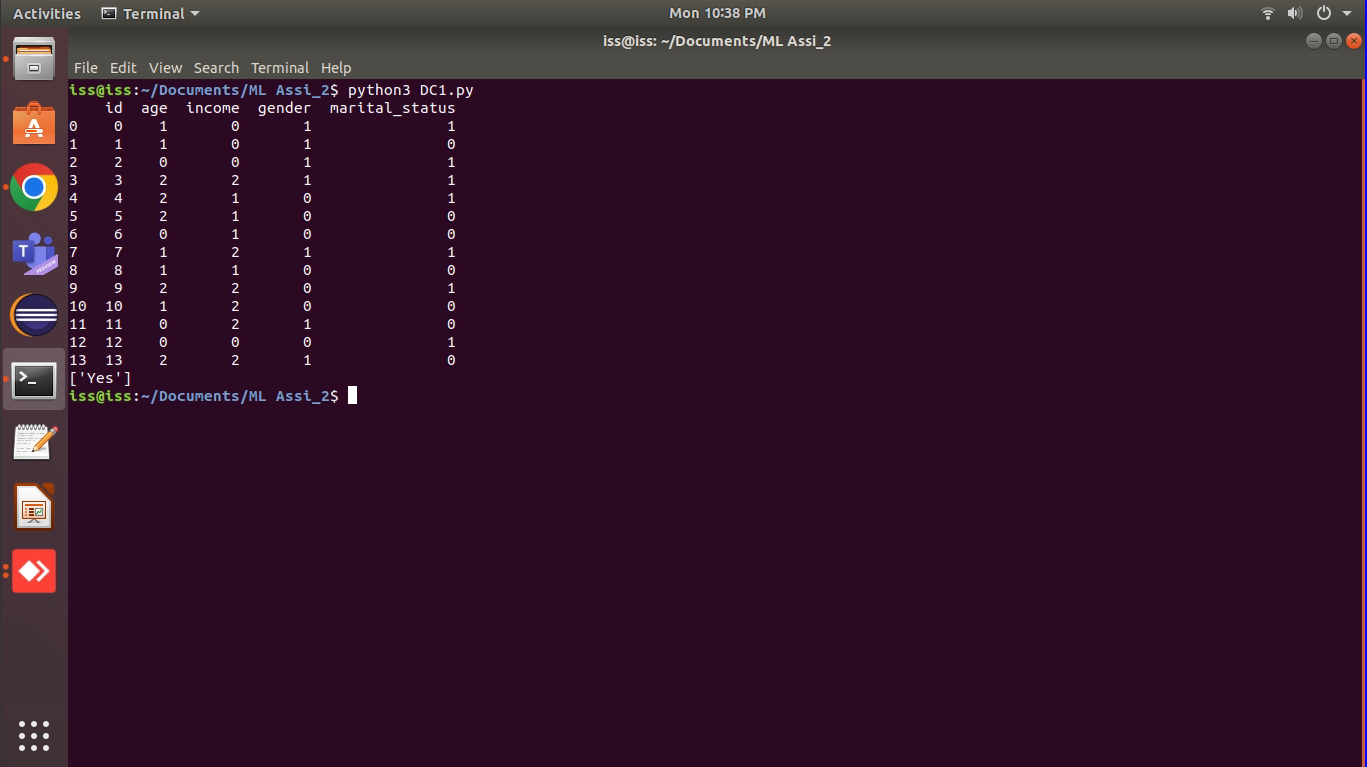 Activities Terminal Mon 10:38 PM
iss@iss: ~/Documents/ML Assi_2
File Edit View Search Terminal Help
iss@iss:~/Documents/ML Assi_2$ python3 DC1.py
    id  age  income  gender  marital_status
0    0    1       0       1               1
1    1    1       0       1               0
2    2    0       0       1               1
3    3    2       2       1               1
4    4    2       1       0               1
5    5    2       1       0               0
6    6    0       1       0               0
7    7    1       2       1               1
8    8    1       1       0               0
9    9    2       2       0               1
10  10    1       2       0               0
11  11    0       2       1               0
12  12    0       0       0               1
13  13    2       2       1               0
['Yes']
iss@iss:~/Documents/ML Assi_2$
T
PREVIEW